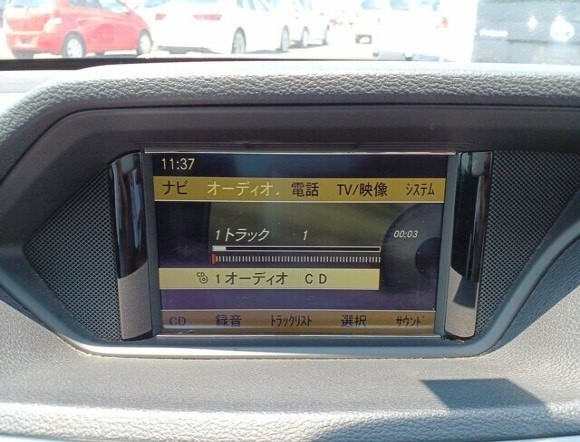 11:37
ナビ オーディオ. 電話 TV/映像 システム
1トラック 1 00:03
CD 1オーディオ CD
CD 録音 トラックリスト 選択 サウンド